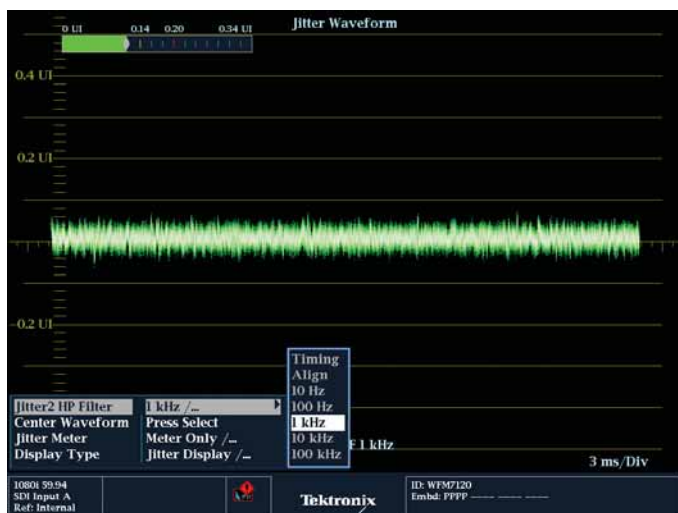 Jitter Waveform
0 UI 0.14 0.20 0.34 UI
0.4 UI
0.2 UI
-0.2 UI
Timing
Align
10 Hz
100 Hz
1 kHz
10 kHz
100 kHz
Jitter2 HP Filter 1 kHz /...
Center Waveform Press Select
Jitter Meter Meter Only /...
Display Type Jitter Display /...
F 1 kHz
3 ms/Div
1080i 59.94
SDI Input A
Ref: Internal
Tektronix
ID: WFM7120
Embd: PPPP ---- ---- ----